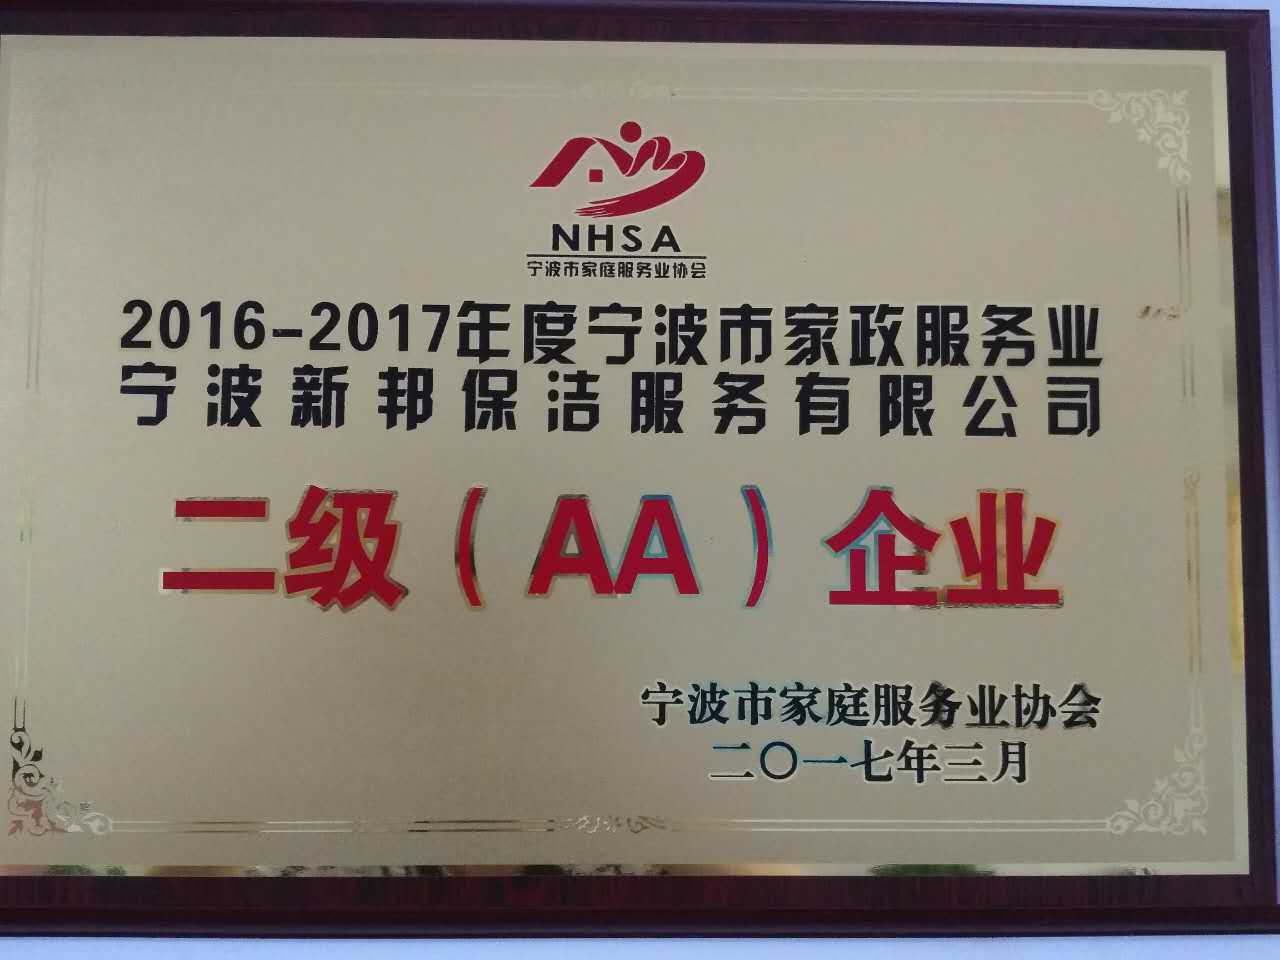 NHSA
宁波市家庭服务业协会
2016-2017年度宁波市家政服务业
宁波新邦保洁服务有限公司
二级（AA）企业
宁波市家庭服务业协会
二〇一七年三月